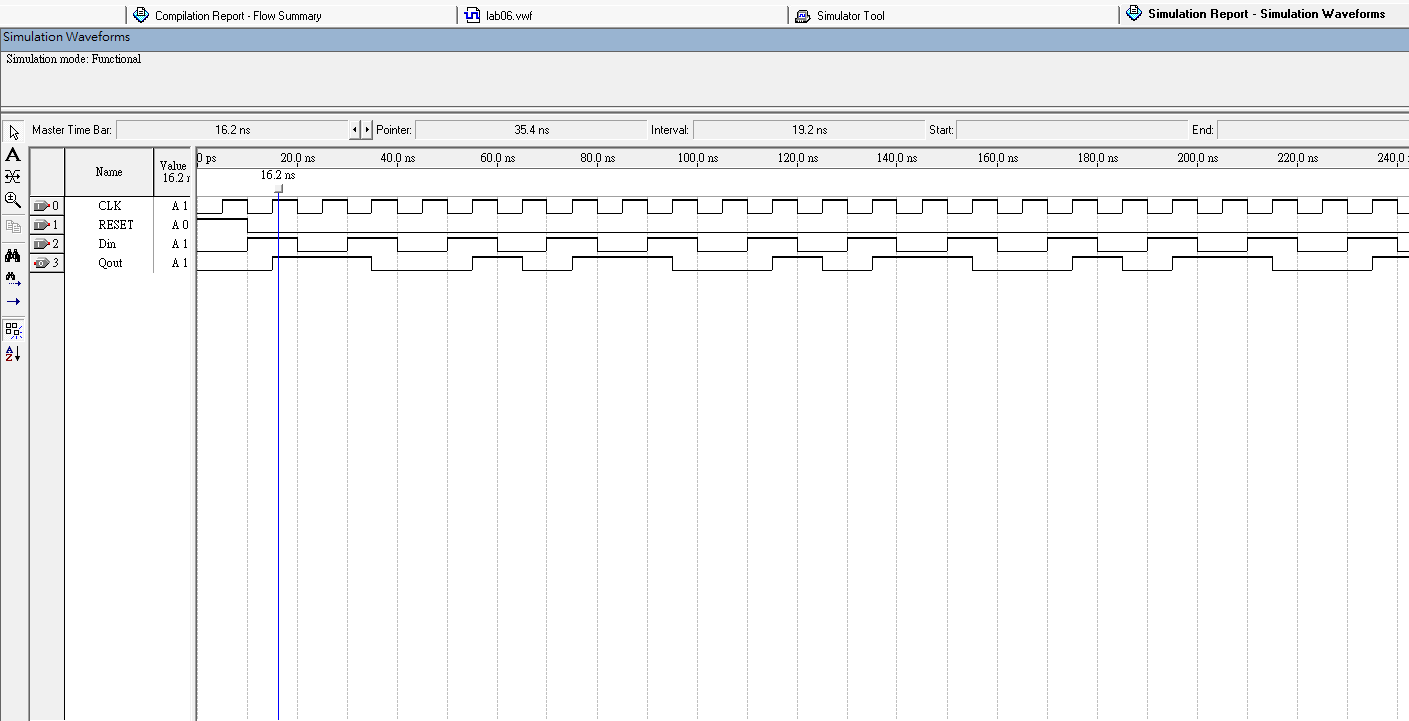 Compilation Report - Flow Summary lab06.vwf Simulator Tool Simulation Report - Simulation Waveforms
Simulation Waveforms
Simulation mode: Functional
Master Time Bar: 16.2 ns Pointer: 35.4 ns Interval: 19.2 ns Start: End:
Name Value 0 ps 20.0 ns 40.0 ns 60.0 ns 80.0 ns 100.0 ns 120.0 ns 140.0 ns 160.0 ns 180.0 ns 200.0 ns 220.0 ns 240.0
16.2 16.2 ns
0 CLK A 1
1 RESET A 0
2 Din A 1
3 Qout A 1